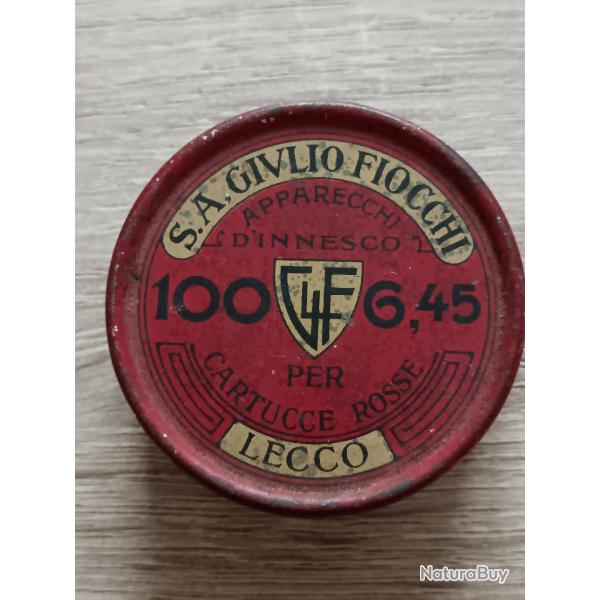 S.A. GIVLIO FIOCCHI
APPARECCHI
D'INNESCO
100 GF 6,45
PER
CARTUCCE ROSSE
LECCO
NaturaBuy